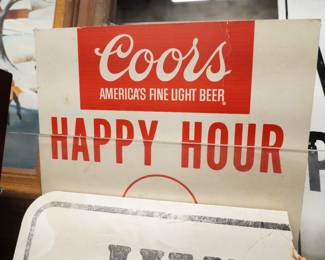 Coors
AMERICA'S FINE LIGHT BEER
HAPPY HOUR